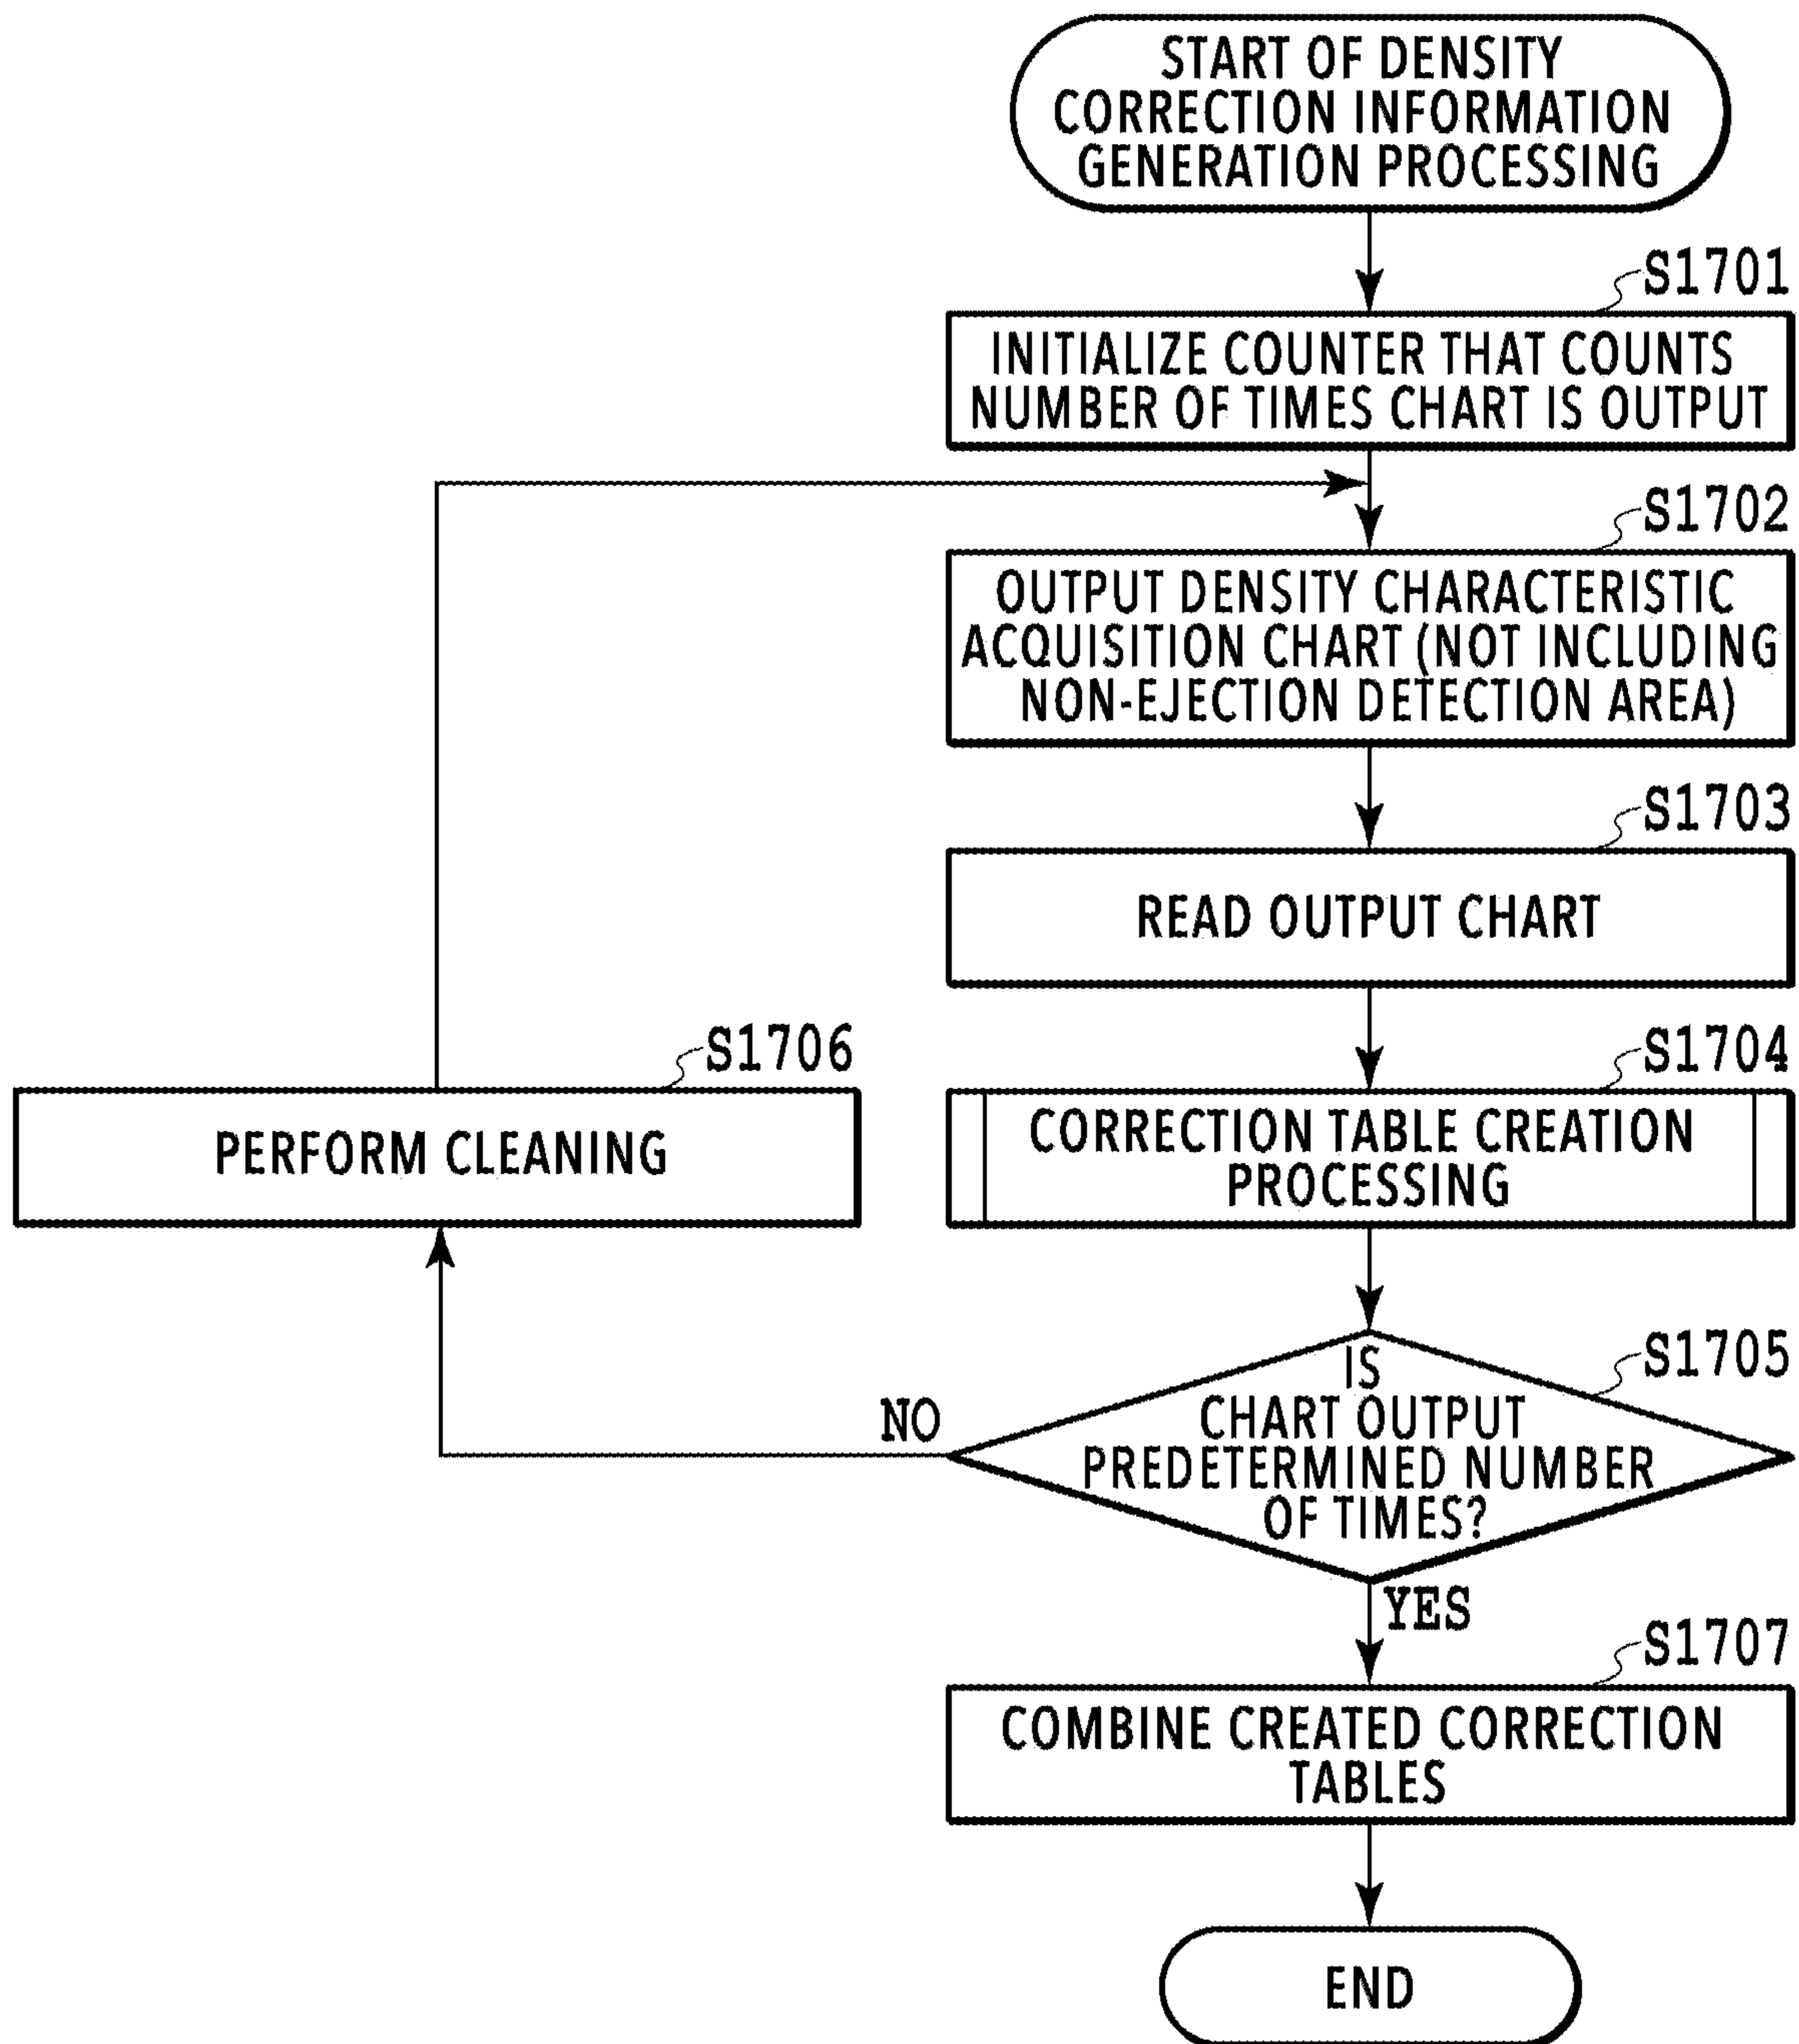 START OF DENSITY
CORRECTION INFORMATION
GENERATION PROCESSING
S1701
INITIALIZE COUNTER THAT COUNTS
NUMBER OF TIMES CHART IS OUTPUT
S1702
OUTPUT DENSITY CHARACTERISTIC
ACQUISITION CHART (NOT INCLUDING
NON-EJECTION DETECTION AREA)
S1703
READ OUTPUT CHART
S1704
CORRECTION TABLE CREATION
PROCESSING
S1706
PERFORM CLEANING
S1705
IS
CHART OUTPUT
PREDETERMINED NUMBER
OF TIMES?
NO
YES
S1707
COMBINE CREATED CORRECTION
TABLES
END